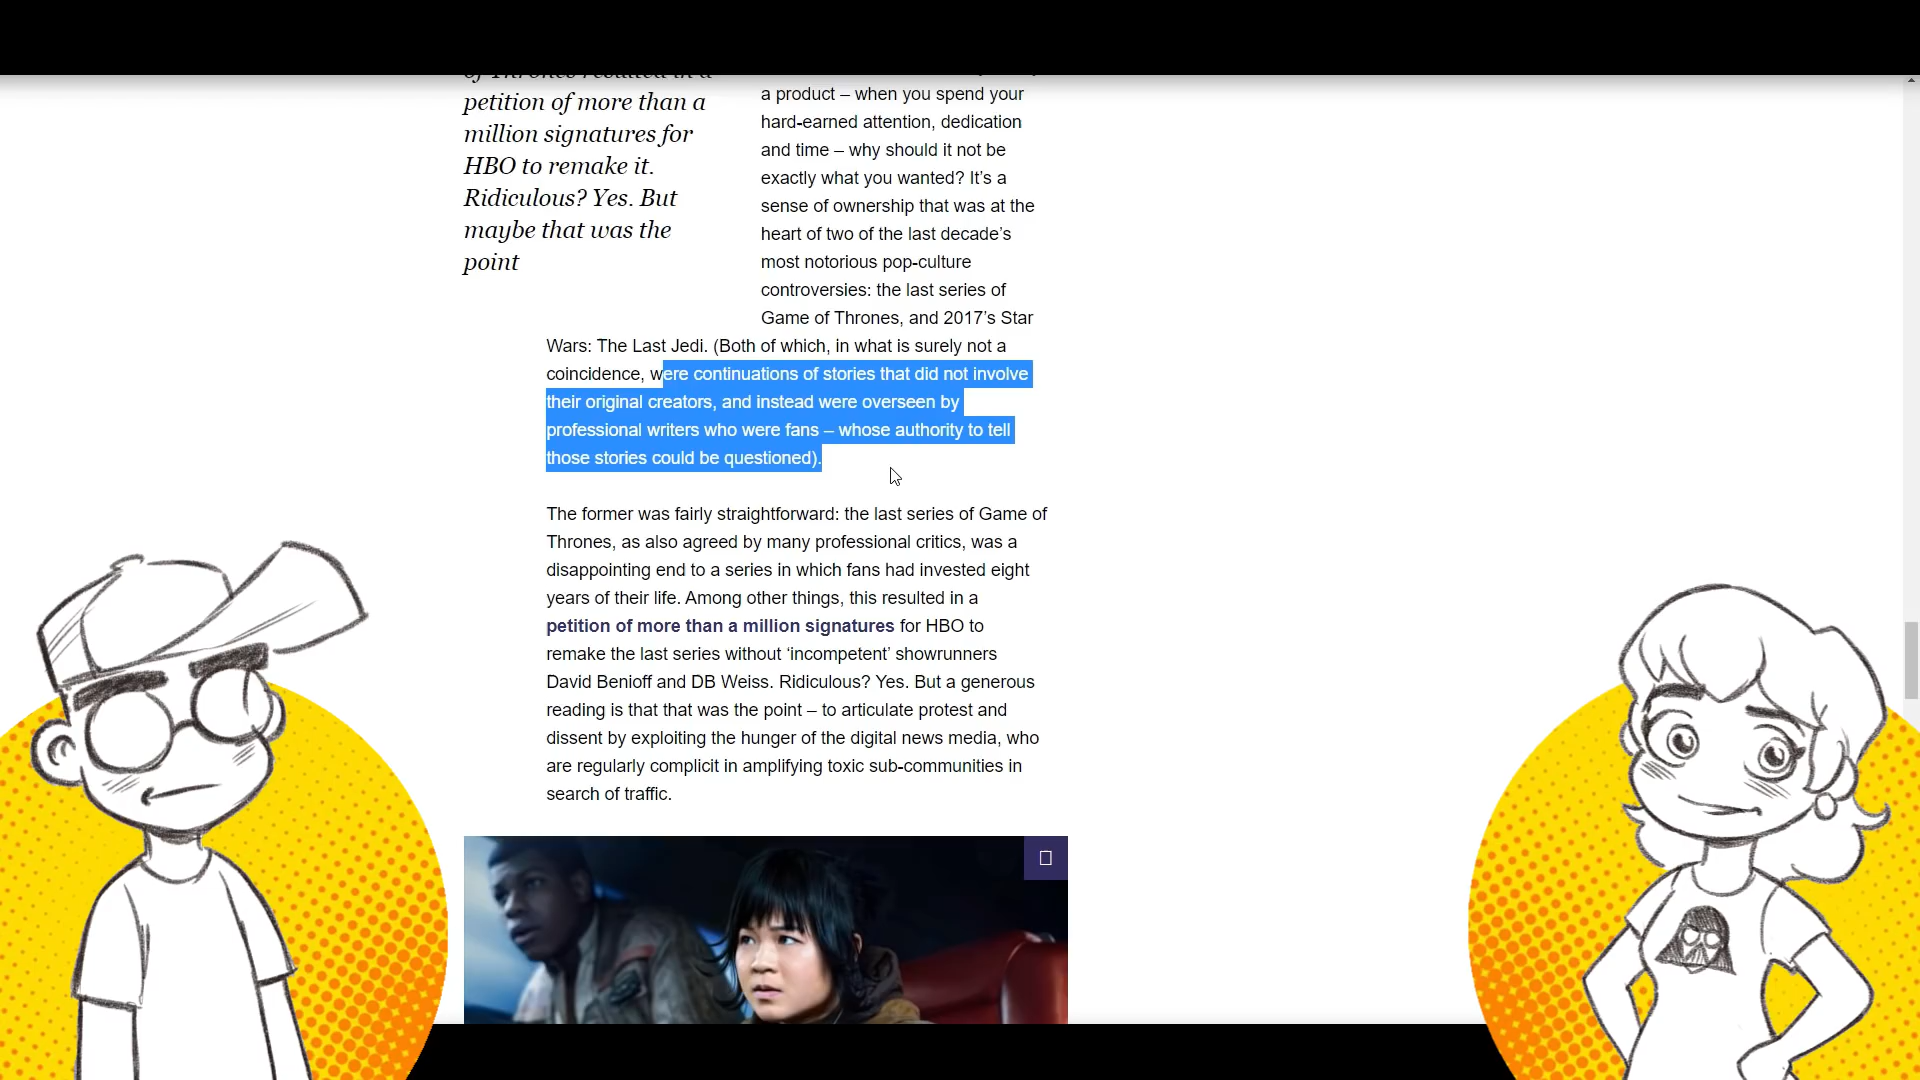 of Thrones resulted in a
petition of more than a
million signatures for
HBO to remake it.
Ridiculous? Yes. But
maybe that was the
point
a product – when you spend your
hard-earned attention, dedication
and time – why should it not be
exactly what you wanted? It’s a
sense of ownership that was at the
heart of two of the last decade’s
most notorious pop-culture
controversies: the last series of
Game of Thrones, and 2017’s Star
Wars: The Last Jedi. (Both of which, in what is surely not a
coincidence, were continuations of stories that did not involve
their original creators, and instead were overseen by
professional writers who were fans – whose authority to tell
those stories could be questioned).
The former was fairly straightforward: the last series of Game of
Thrones, as also agreed by many professional critics, was a
disappointing end to a series in which fans had invested eight
years of their life. Among other things, this resulted in a
petition of more than a million signatures for HBO to
remake the last series without ‘incompetent’ showrunners
David Benioff and DB Weiss. Ridiculous? Yes. But a generous
reading is that that was the point – to articulate protest and
dissent by exploiting the hunger of the digital news media, who
are regularly complicit in amplifying toxic sub-communities in
search of traffic.